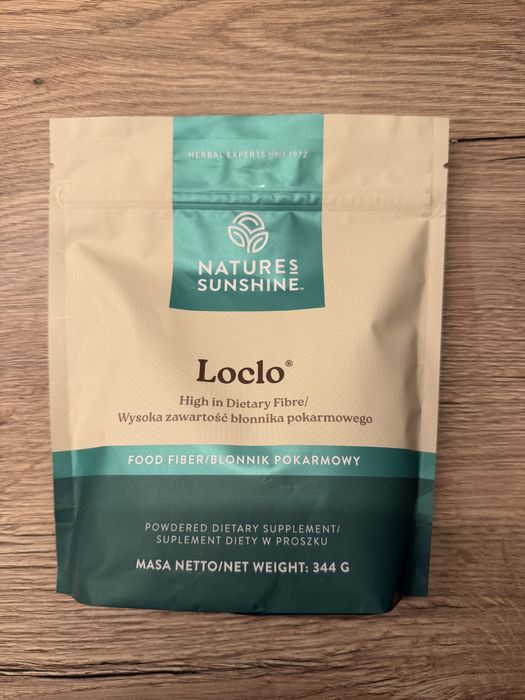 HERBAL EXPERTS since 1972
NATURES
SUNSHINE™
Loclo®
High in Dietary Fibre/
Wysoka zawartość błonnika pokarmowego
FOOD FIBER/BŁONNIK POKARMOWY
POWDERED DIETARY SUPPLEMENT/
SUPLEMENT DIETY W PROSZKU
MASA NETTO/NET WEIGHT: 344 G